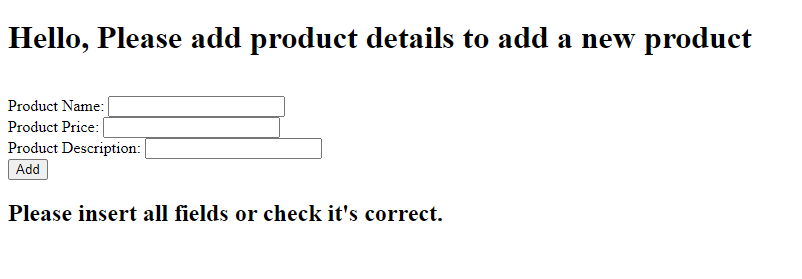 Hello, Please add product details to add a new product
Product Name:
Product Price:
Product Description:
Add
Please insert all fields or check it's correct.